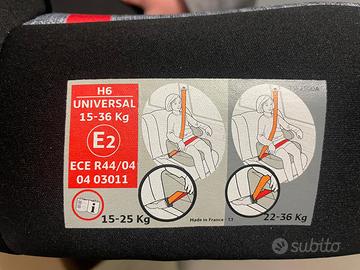 H6
UNIVERSAL
15-36 Kg
E2
ECE R44/04
04 03011
i
15-25 Kg
Made in France
22-36 Kg
subito